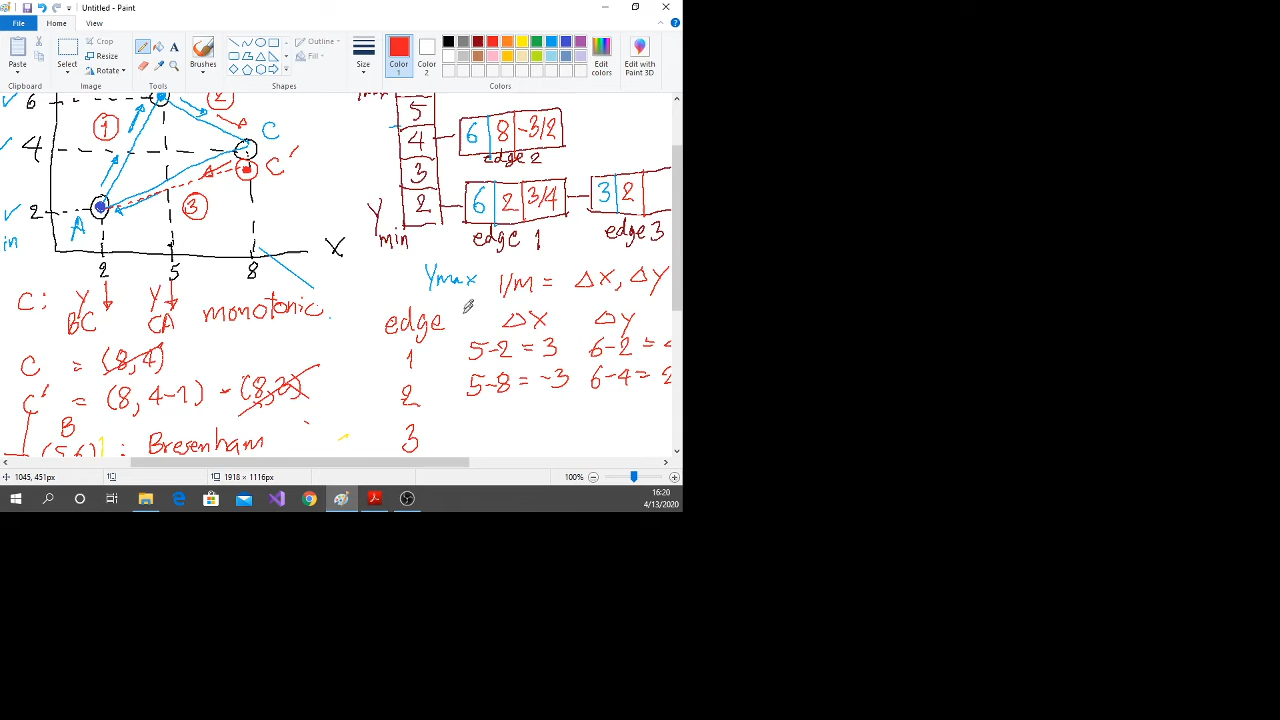 Untitled - Paint
File Home View
Paste
Select
Crop
Resize
Rotate
Brushes
Outline
Fill
Size
Color 1
Color 2
Edit colors
Edit with Paint 3D
Clipboard Image Tools Shapes Colors
6
1
2
C
4
C'
3
2
A
in
2 5 8
X
5
4
3
2
Y
min
6 8 -3/2
edge 2
6 2 3/4
edge 1
3 2
edge 3
C: Y Y
BC CA monotonic
C = (8,4)
C' = (8, 4-1) - (8,3)
B
(5,6) : Bresenham
Ymax 1/M = ΔX, ΔY
edge ΔX ΔY
1 5-2 = 3 6-2 =
2 5-8 = -3 6-4 =
3
1045, 451px
1918 × 1116px
100%
16:20
4/13/2020